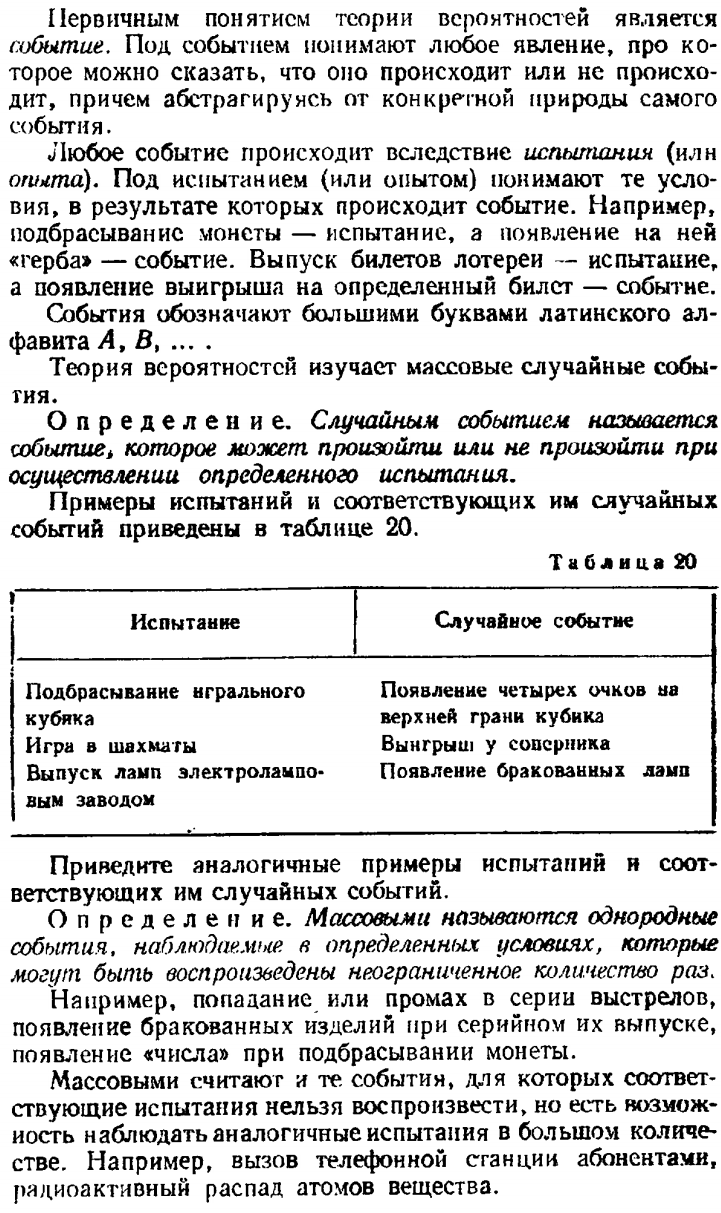 Первичным понятием теории вероятностей является
событие. Под событием понимают любое явление, про ко-
торое можно сказать, что оно происходит или не происхо-
дит, причем абстрагируясь от конкретной природы самого
события.
Любое событие происходит вследствие испытания (или
опыта). Под испытанием (или опытом) понимают те усло-
вия, в результате которых происходит событие. Например,
подбрасывание монеты — испытание, а появление на ней
«герба» — событие. Выпуск билетов лотереи — испытание,
а появление выигрыша на определенный билет — событие.
События обозначают большими буквами латинского ал-
фавита A, B, ... .
Теория вероятностей изучает массовые случайные собы-
тия.
Определение. Случайным событием называется
событие, которое может произойти или не произойти при
осуществлении определенного испытания.
Примеры испытаний и соответствующих им случайных
событий приведены в таблице 20.
Таблица 20
Испытание Случайное событие
Подбрасывание игрального Появление четырех очков на
кубика верхней грани кубика
Игра в шахматы Выигрыш у соперника
Выпуск ламп электролампо- Появление бракованных ламп
вым заводом
Приведите аналогичные примеры испытаний и соот-
ветствующих им случайных событий.
Определение. Массовыми называются однородные
события, наблюдаемые в определенных условиях, которые
могут быть воспроизведены неограниченное количество раз.
Например, попадание или промах в серии выстрелов,
появление бракованных изделий при серийном их выпуске,
появление «числа» при подбрасывании монеты.
Массовыми считают и те события, для которых соответ-
ствующие испытания нельзя воспроизвести, но есть возмож-
ность наблюдать аналогичные испытания в большом количе-
стве. Например, вызов телефонной станции абонентами,
радиоактивный распад атомов вещества.